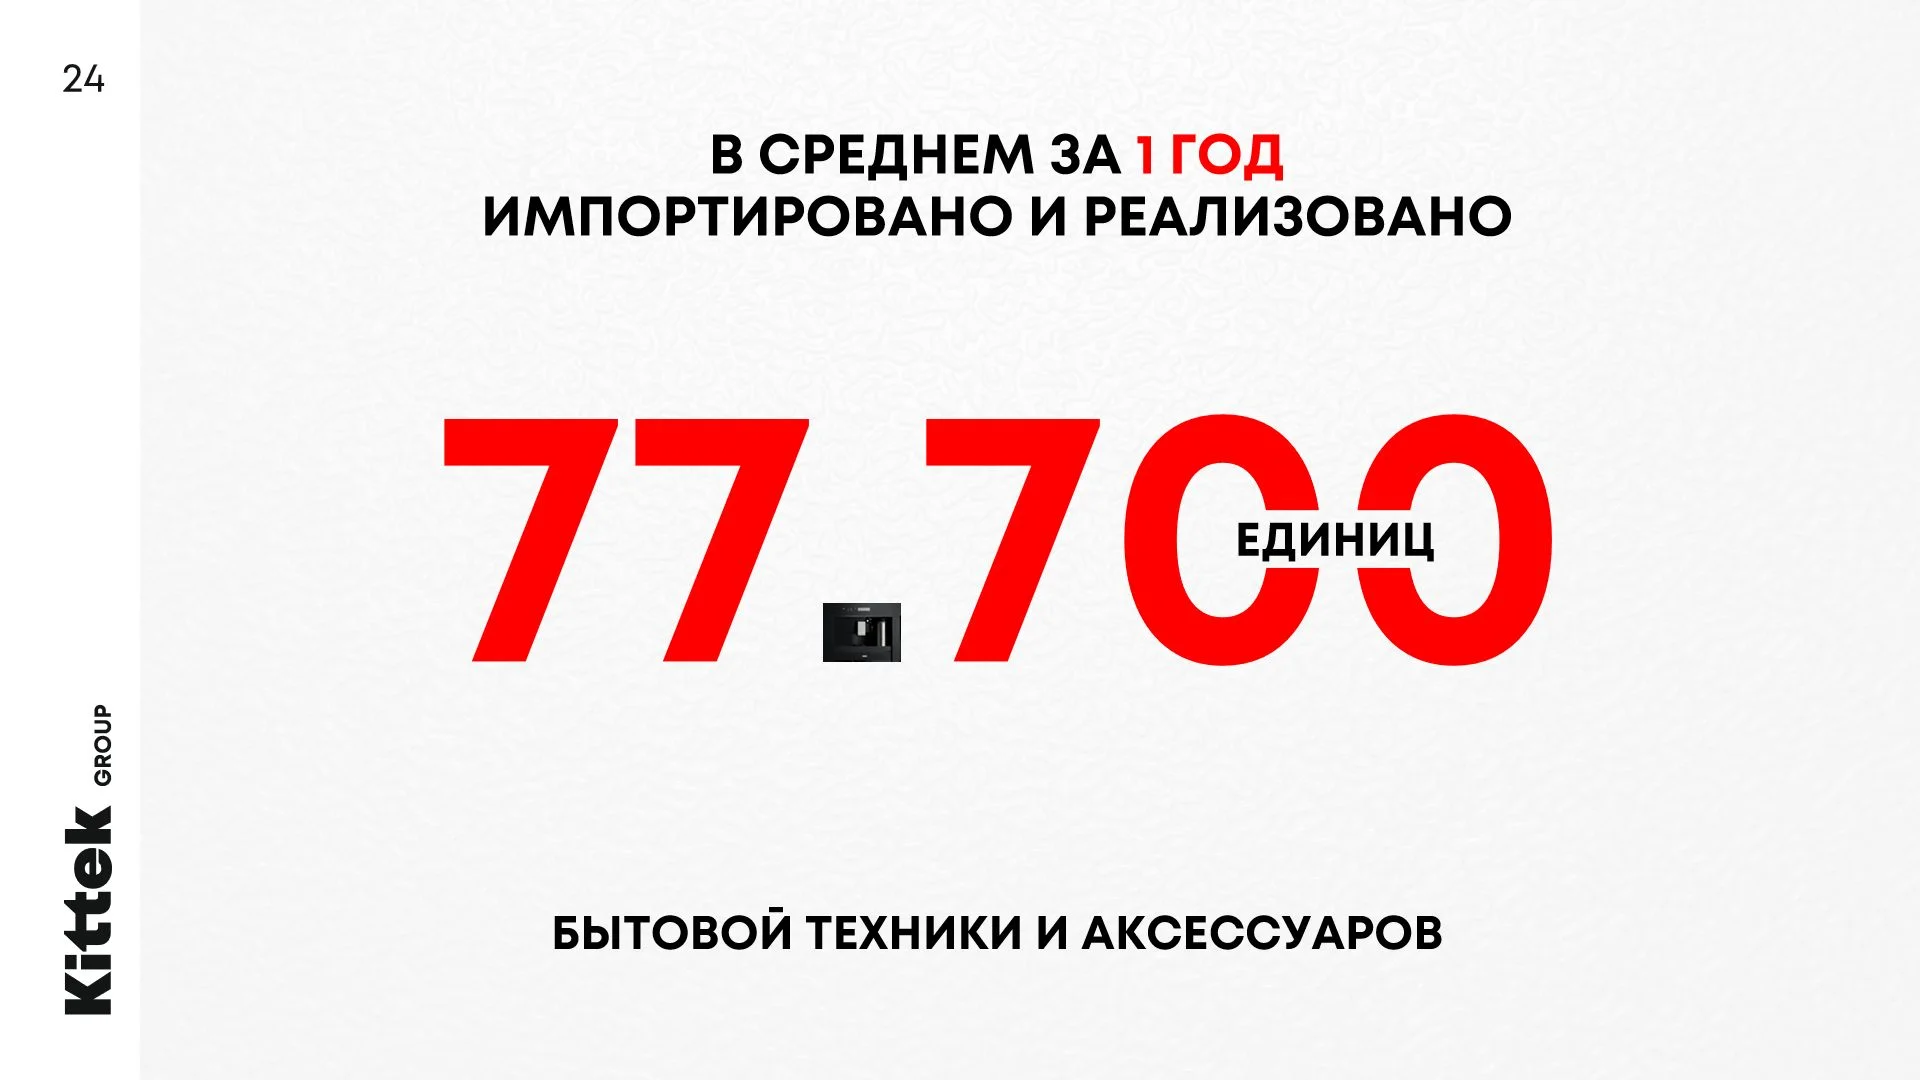 24
В СРЕДНЕМ ЗА 1 ГОД
ИМПОРТИРОВАНО И РЕАЛИЗОВАНО
77.700
ЕДИНИЦ
БЫТОВОЙ ТЕХНИКИ И АКСЕССУАРОВ
Kittek GROUP